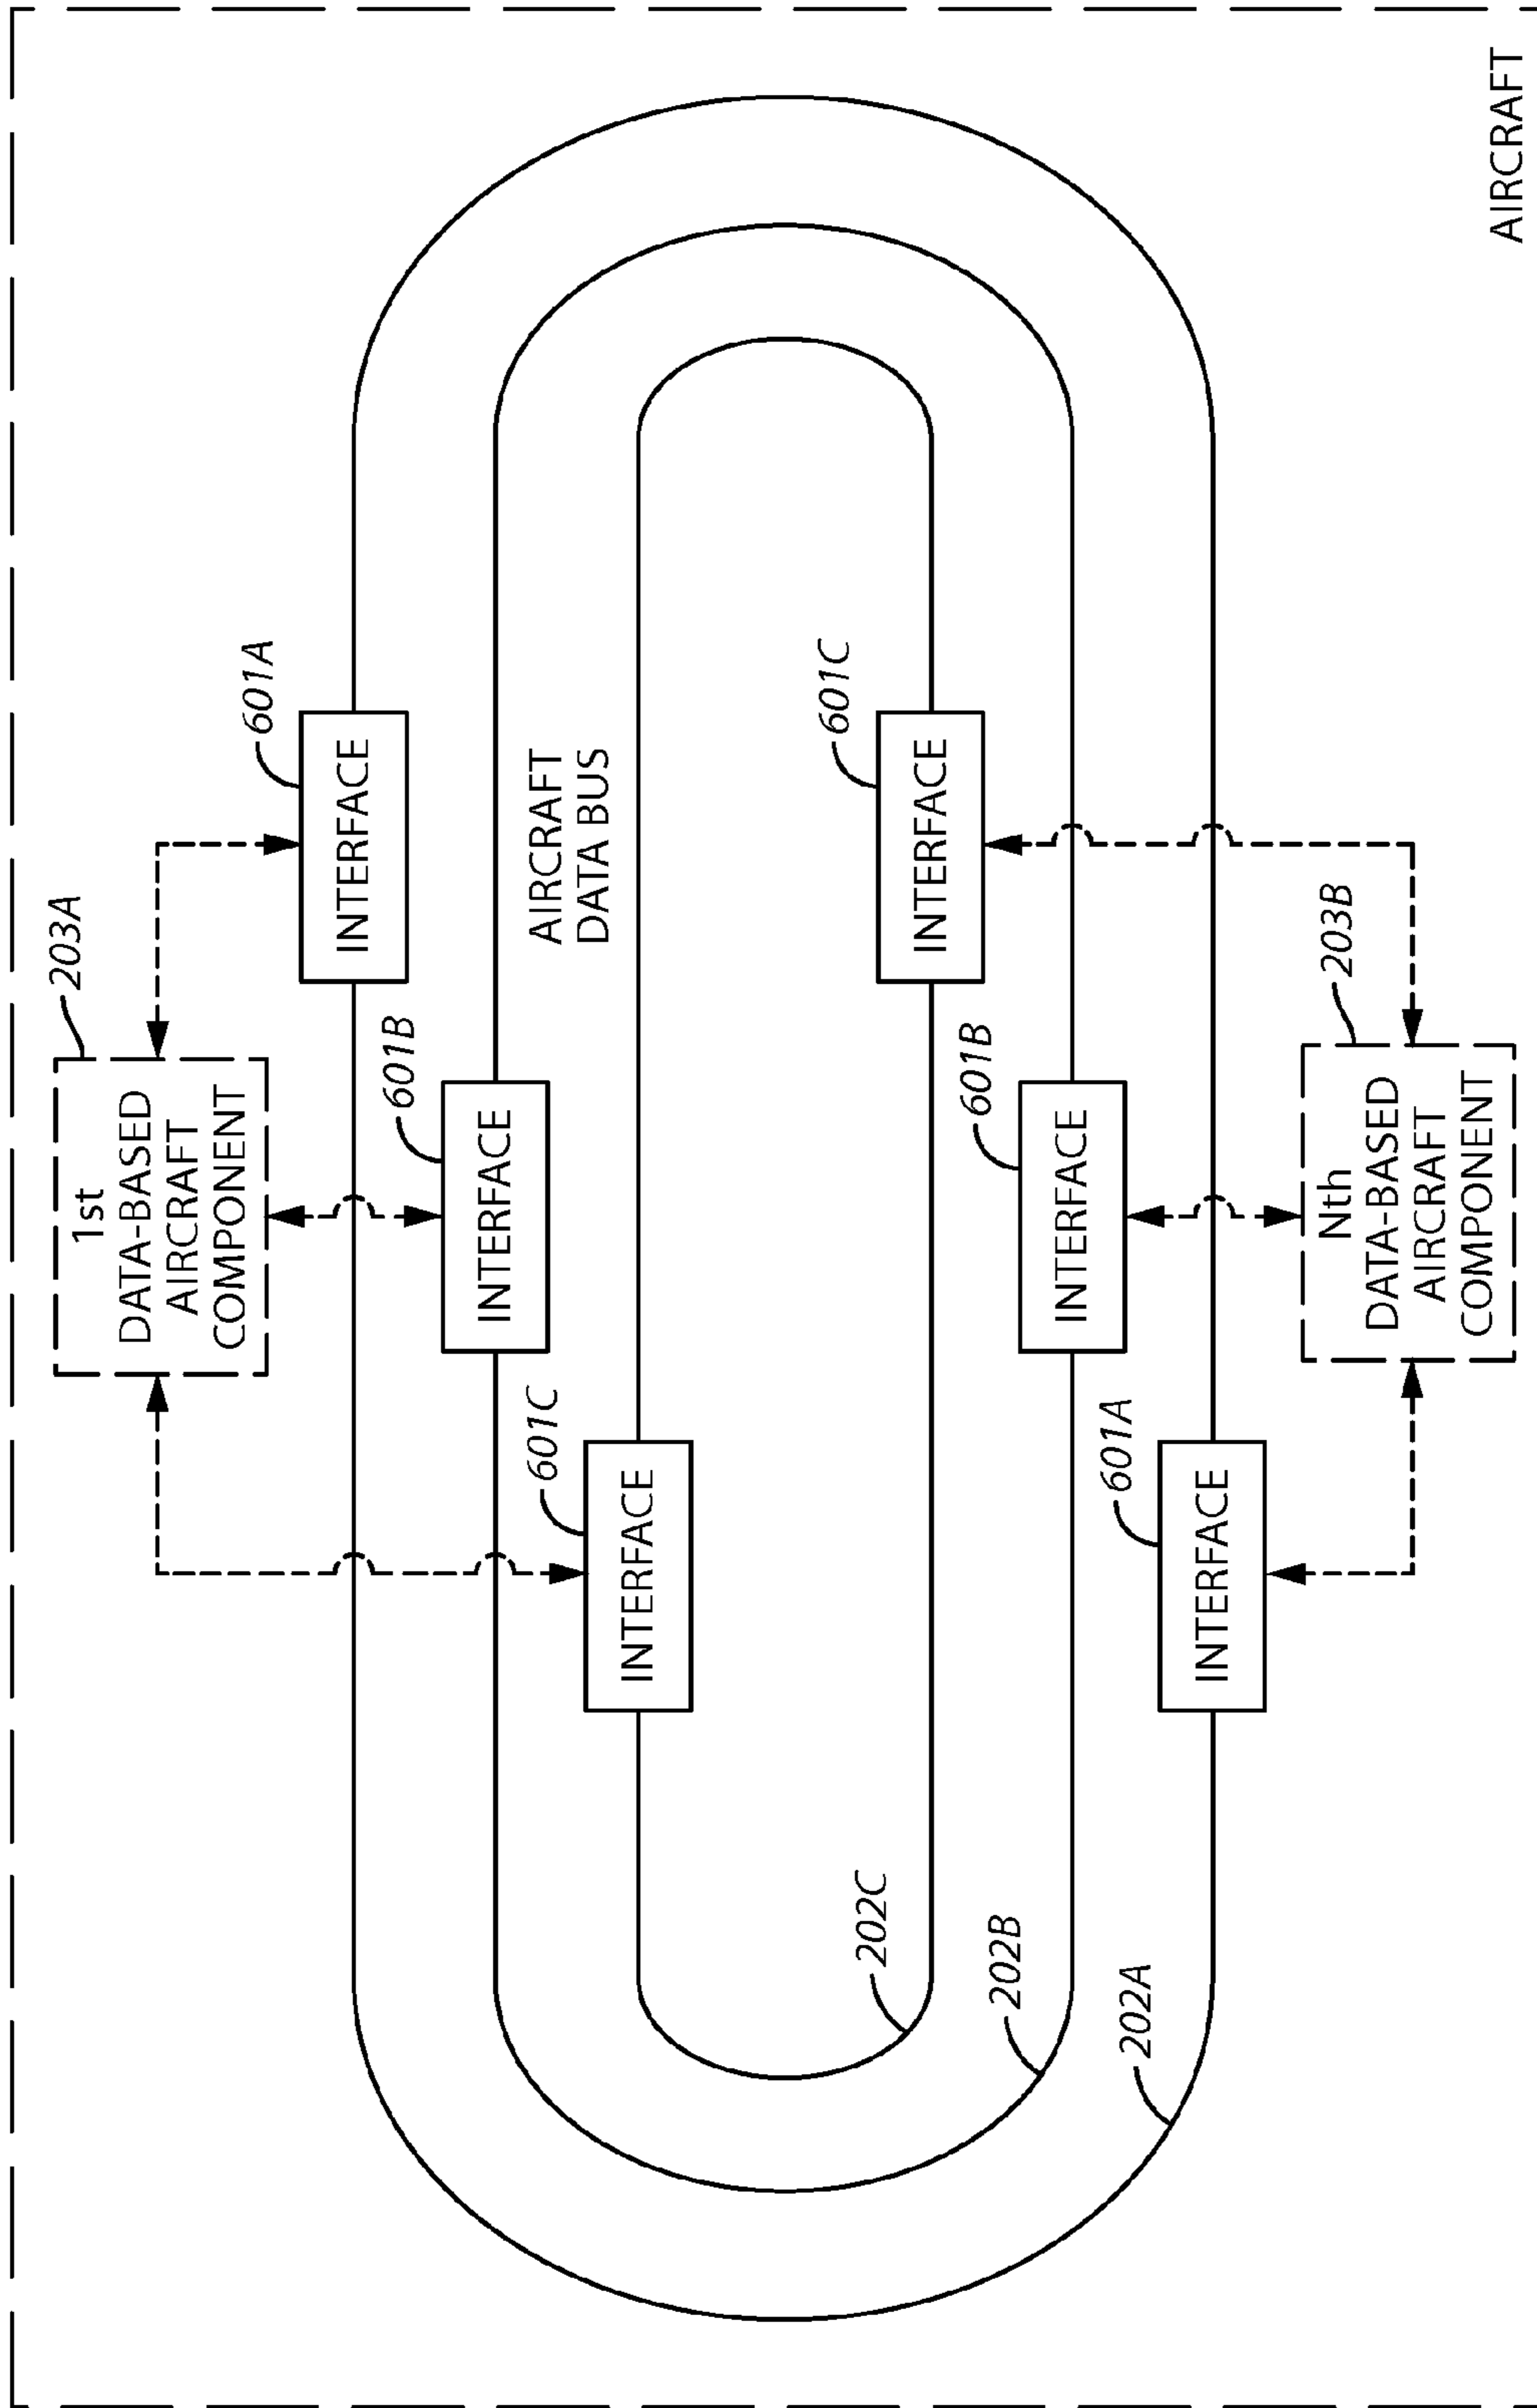 203A
1st
DATA-BASED
AIRCRAFT
COMPONENT
601A
INTERFACE
601B
INTERFACE
601C
INTERFACE
AIRCRAFT
DATA BUS
601C
INTERFACE
601B
INTERFACE
601A
INTERFACE
202C
202B
202A
203B
Nth
DATA-BASED
AIRCRAFT
COMPONENT
AIRCRAFT